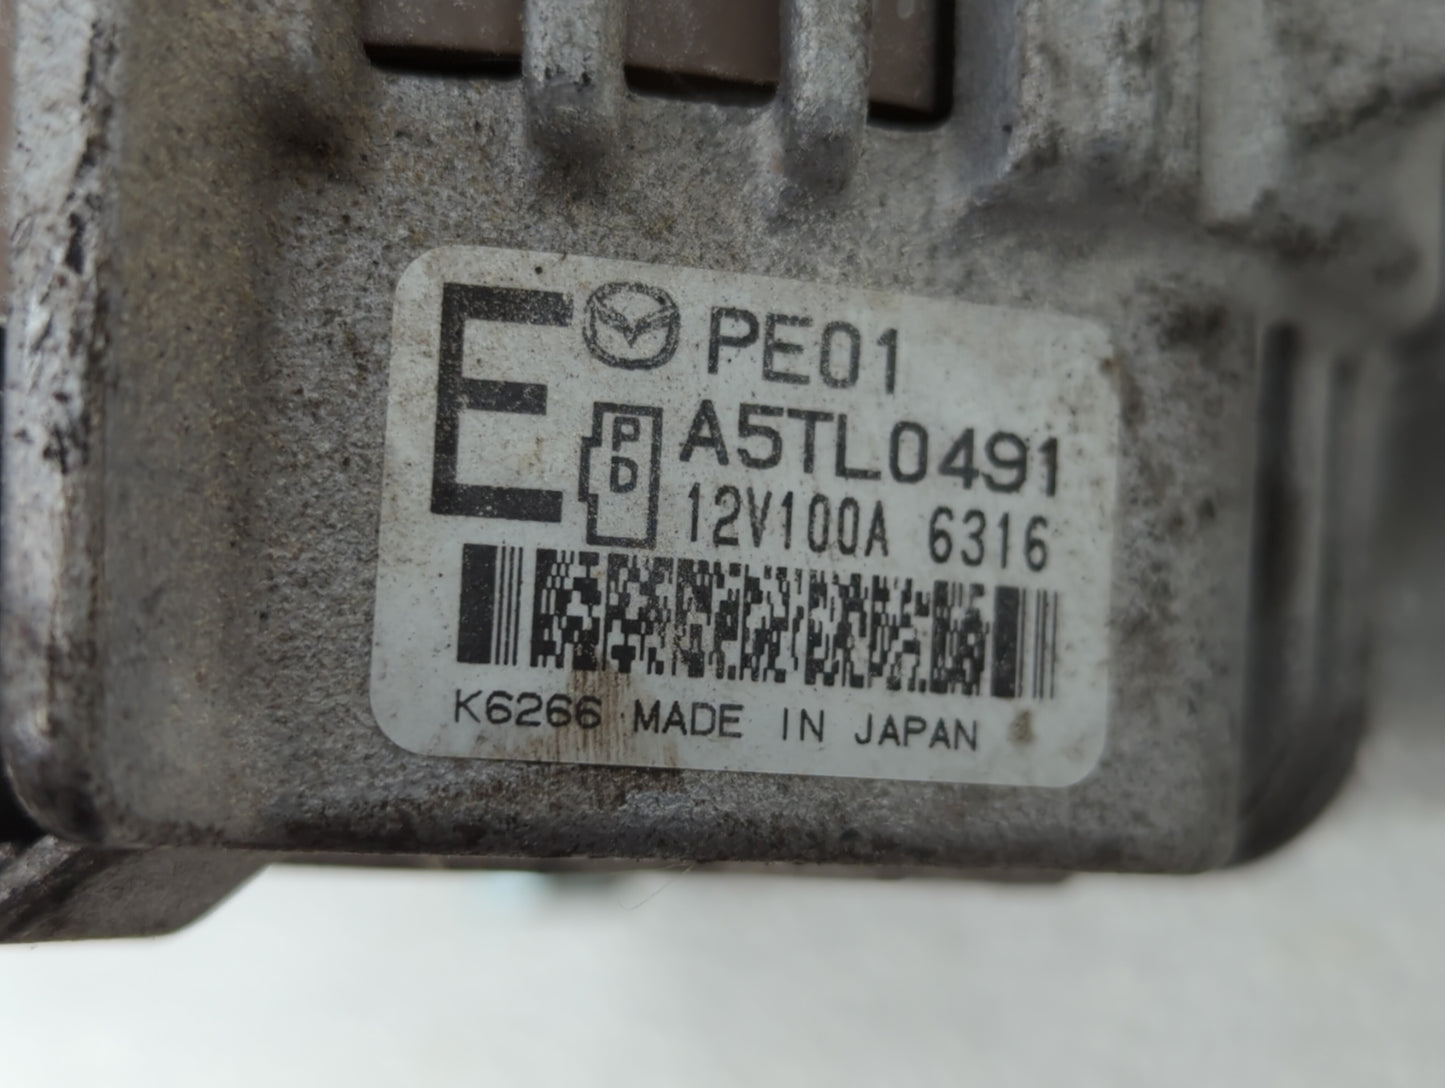 E
PE01
P
D
A5TL0491
12V100A 6316
K6266 MADE IN JAPAN